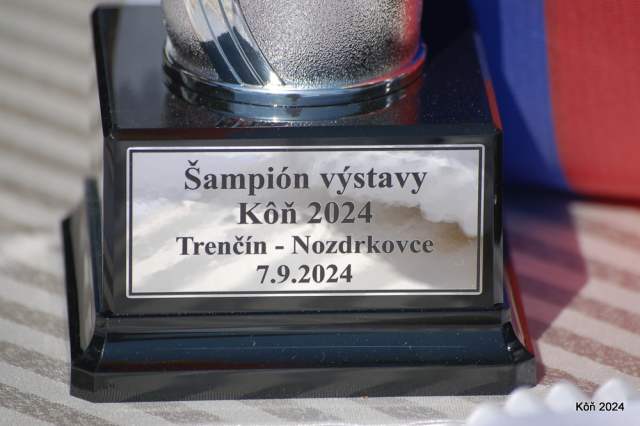 Šampión výstavy
Kôň 2024
Trenčín - Nozdrkovce
7.9.2024
Kôň 2024